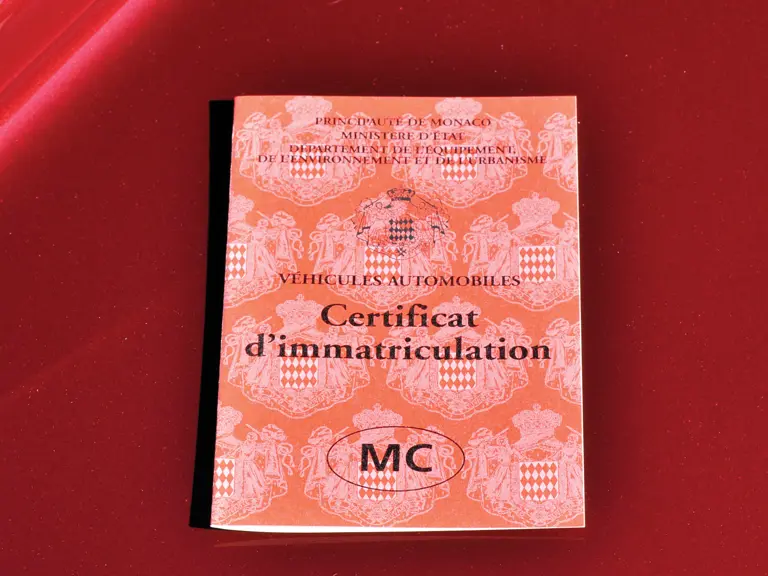 PRINCIPAUTÉ DE MONACO
MINISTÈRE D'ÉTAT
DÉPARTEMENT DE L'ÉQUIPEMENT,
DE L'ENVIRONNEMENT ET DE L'URBANISME
VÉHICULES AUTOMOBILES
Certificat
d'immatriculation
MC